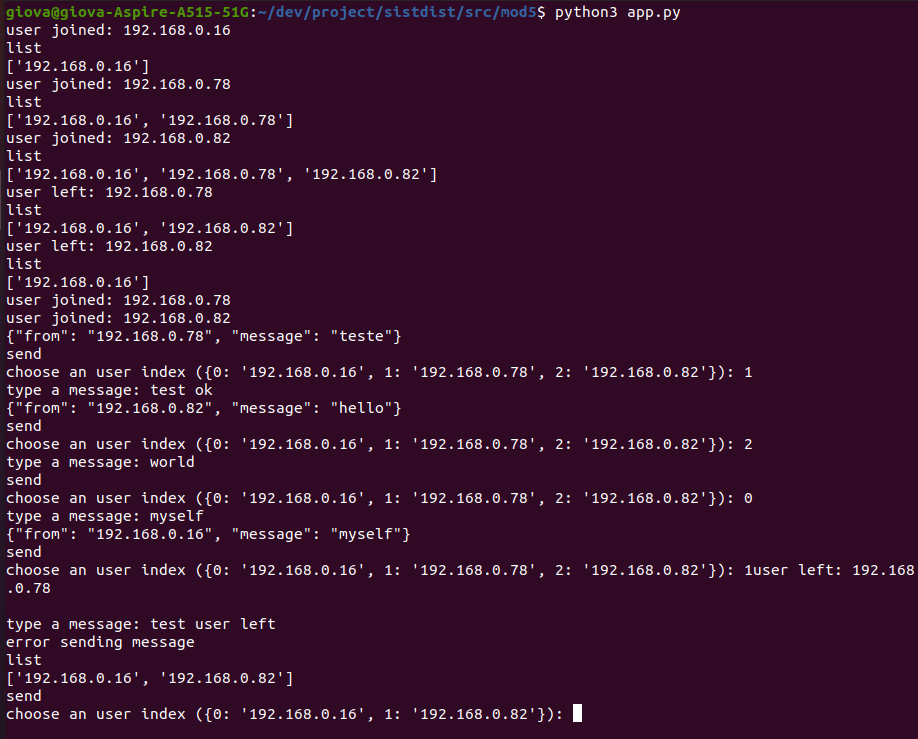 giova@giova-Aspire-A515-51G:~/dev/project/sistdist/src/mod5$ python3 app.py
user joined: 192.168.0.16
list
['192.168.0.16']
user joined: 192.168.0.78
list
['192.168.0.16', '192.168.0.78']
user joined: 192.168.0.82
list
['192.168.0.16', '192.168.0.78', '192.168.0.82']
user left: 192.168.0.78
list
['192.168.0.16', '192.168.0.82']
user left: 192.168.0.82
list
['192.168.0.16']
user joined: 192.168.0.78
user joined: 192.168.0.82
{"from": "192.168.0.78", "message": "teste"}
send
choose an user index ({0: '192.168.0.16', 1: '192.168.0.78', 2: '192.168.0.82'}): 1
type a message: test ok
{"from": "192.168.0.82", "message": "hello"}
send
choose an user index ({0: '192.168.0.16', 1: '192.168.0.78', 2: '192.168.0.82'}): 2
type a message: world
send
choose an user index ({0: '192.168.0.16', 1: '192.168.0.78', 2: '192.168.0.82'}): 0
type a message: myself
{"from": "192.168.0.16", "message": "myself"}
send
choose an user index ({0: '192.168.0.16', 1: '192.168.0.78', 2: '192.168.0.82'}): 1user left: 192.168
.0.78
type a message: test user left
error sending message
list
['192.168.0.16', '192.168.0.82']
send
choose an user index ({0: '192.168.0.16', 1: '192.168.0.82'}):